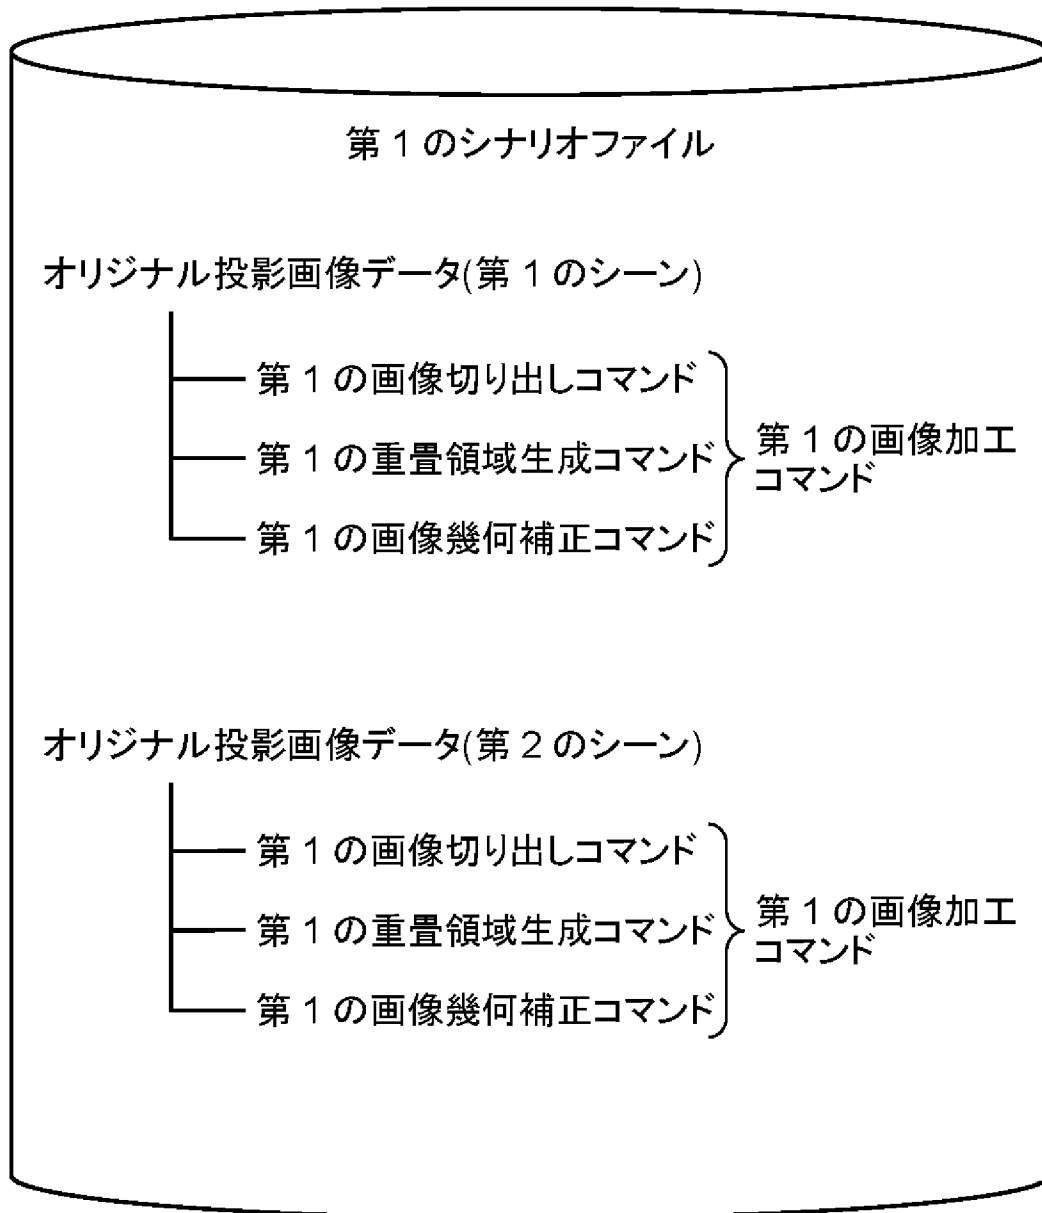 第1のシナリオファイル
オリジナル投影画像データ(第1のシーン)
第1の画像切り出しコマンド
第1の重畳領域生成コマンド
第1の画像幾何補正コマンド
第1の画像加工
コマンド
オリジナル投影画像データ(第2のシーン)
第1の画像切り出しコマンド
第1の重畳領域生成コマンド
第1の画像幾何補正コマンド
第1の画像加工
コマンド